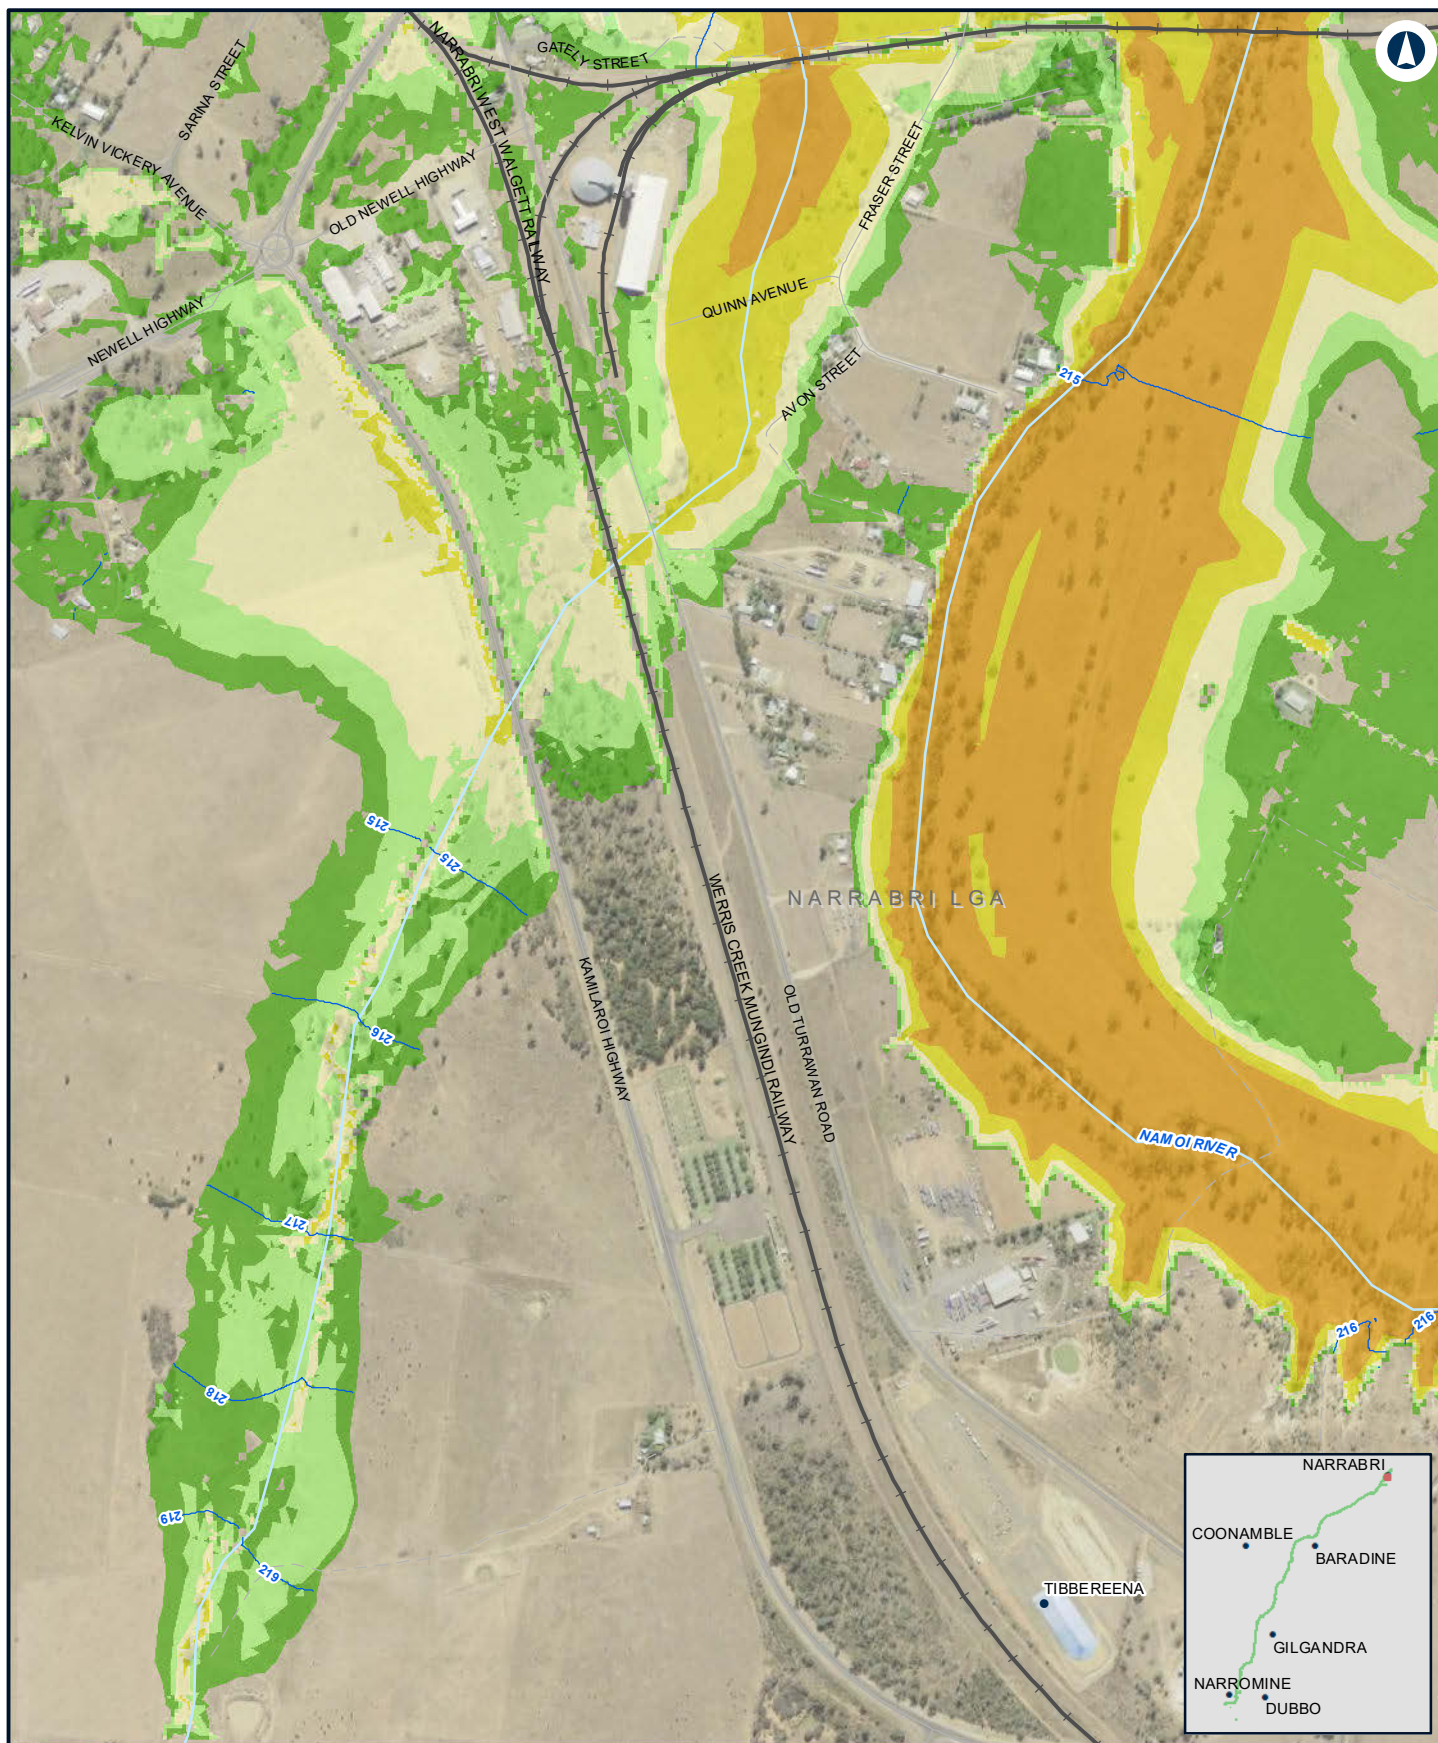 GATELY STREET
NARRABRI WEST WALGETT RAILWAY
SARINA STREET
KELVIN VICKERY AVENUE
OLD NEWELL HIGHWAY
FRASER STREET
NEWELL HIGHWAY
QUINN AVENUE
AVON STREET
215
215
215
NARRABRI LGA
WERRIS CREEK MUNGINDI RAILWAY
KAMILAROI HIGHWAY
OLD TURRAWAN ROAD
216
NAMOI RIVER
217
216
216
218
219
219
TIBBEREENA
NARRABRI
COONAMBLE
BARADINE
GILGANDRA
NARROMINE
DUBBO